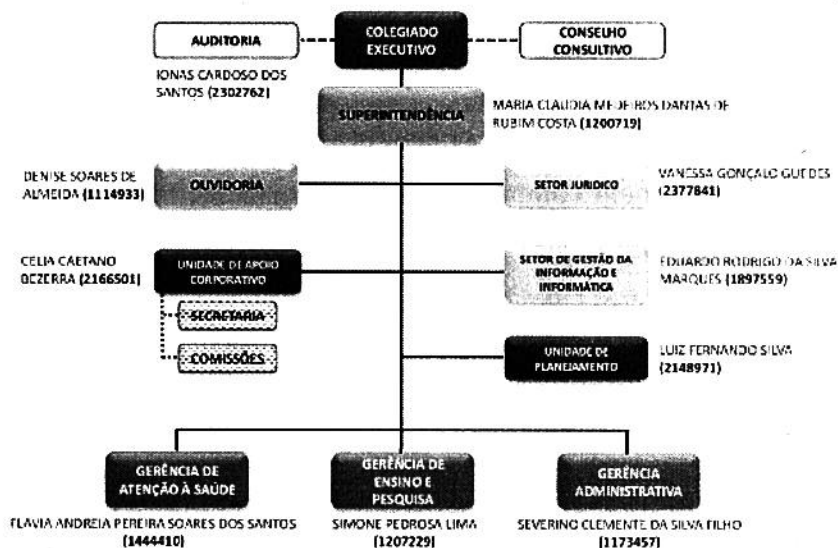 AUDITORIA
COLEGIADO
EXECUTIVO
CONSELHO
CONSULTIVO
IONAS CARDOSO DOS
SANTOS (2302762)
SUPERINTENDÊNCIA
MARIA CLAUDIA MEDEIROS DANTAS DE
RUBIM COSTA (1200719)
DENISE SOARES DE
ALMEIDA (1114933)
OUVIDORIA
SETOR JURIDICO
VANESSA GONÇALO GUEDES
(2377841)
CELIA CAETANO
BEZERRA (2166501)
UNIDADE DE APOIO
CORPORATIVO
SETOR DE GESTÃO DA
INFORMAÇÃO E
INFORMÁTICA
EDUARDO RODRIGO DA SILVA
MARQUES (1897559)
SECRETARIA
COMISSÕES
UNIDADE DE
PLANEJAMENTO
LUIZ FERNANDO SILVA
(2148971)
GERÊNCIA DE
ATENÇÃO À SAÚDE
GERÊNCIA DE
ENSINO E
PESQUISA
GERÊNCIA
ADMINISTRATIVA
FLAVIA ANDREIA PEREIRA SOARES DOS SANTOS
(1444410)
SIMONE PEDROSA LIMA
(1207229)
SEVERINO CLEMENTE DA SILVA FILHO
(1173457)